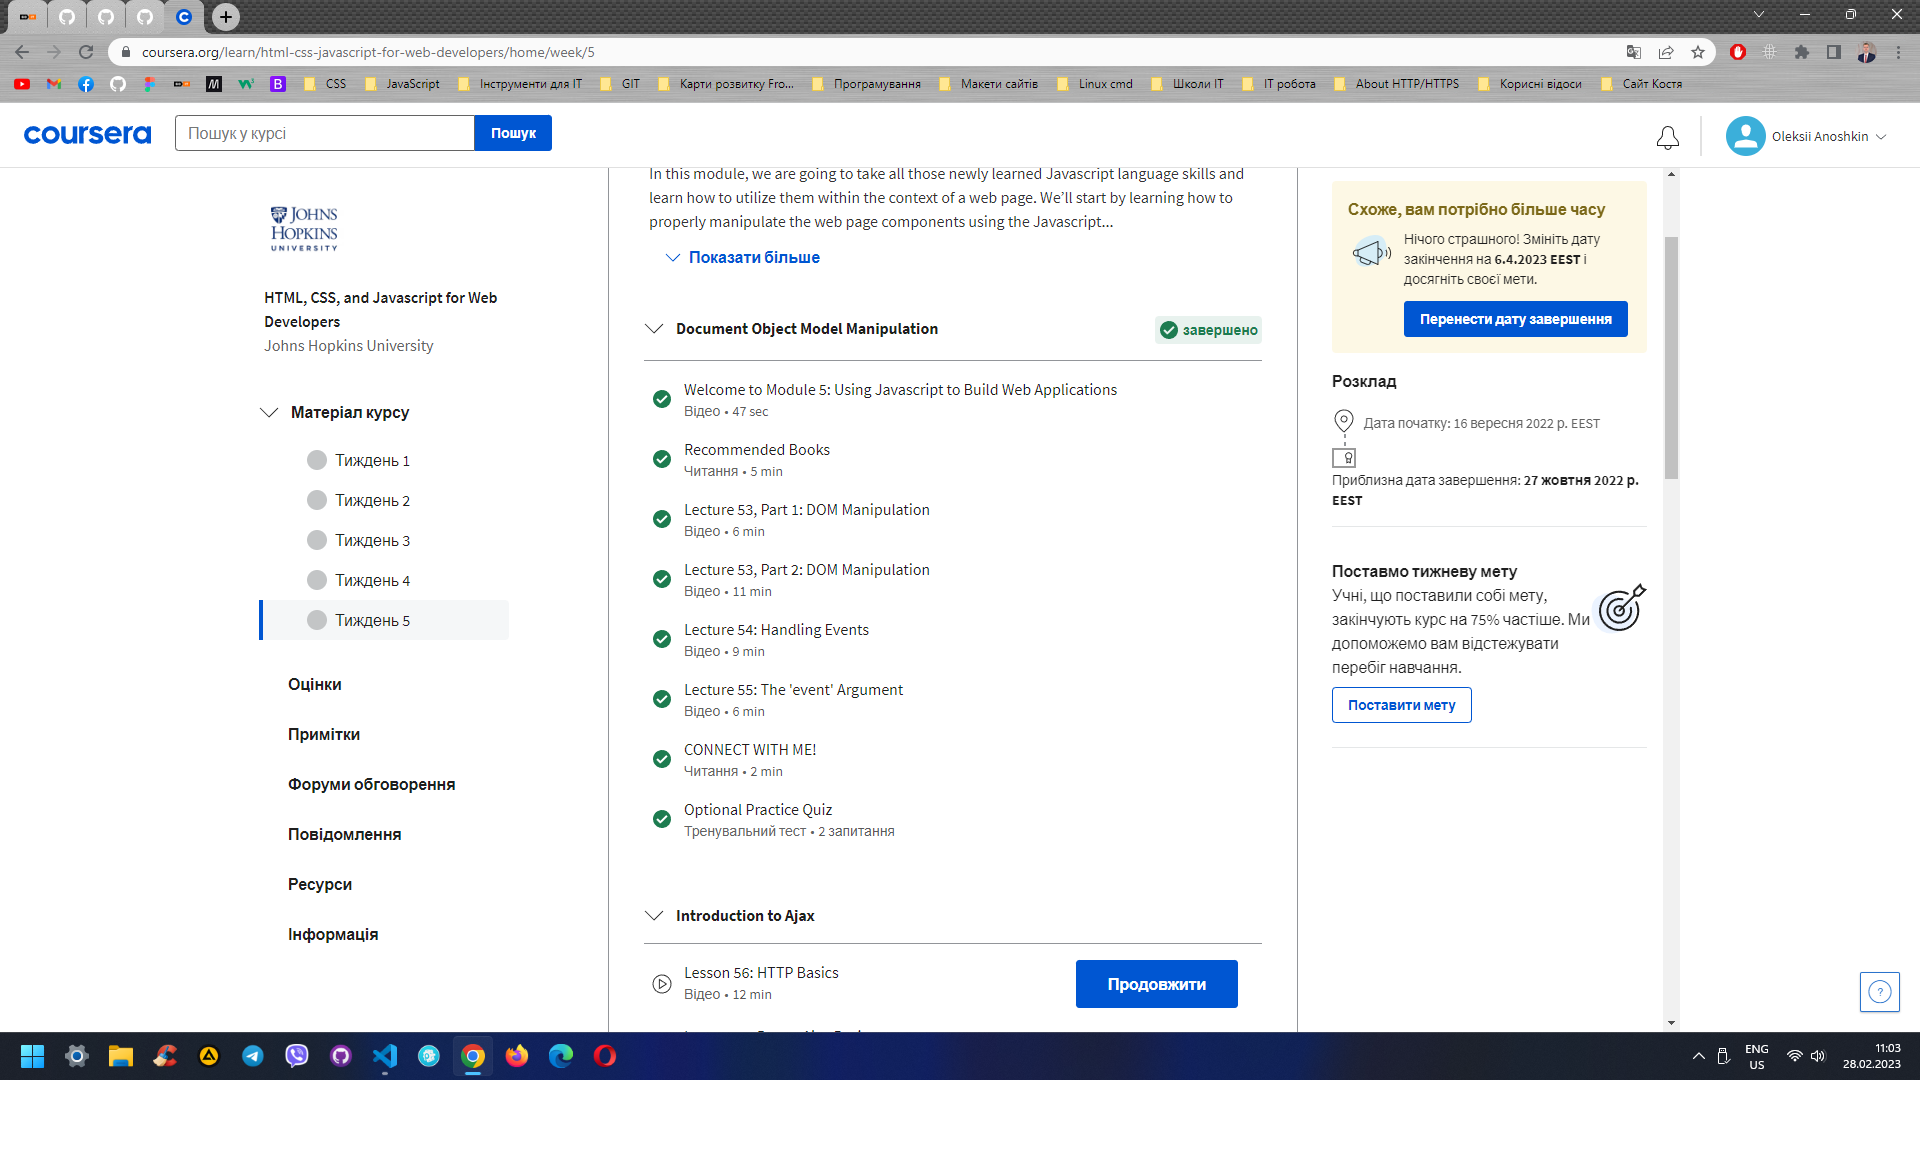 coursera.org/learn/html-css-javascript-for-web-developers/home/week/5
CSS
JavaScript
Інструменти для IT
GIT
Карти розвитку Fro...
Програмування
Макети сайтів
Linux cmd
Школи IT
IT робота
About HTTP/HTTPS
Корисні відоси
Сайт Костя
coursera
Пошук у курсі
Пошук
Oleksii Anoshkin
JOHNS
HOPKINS
UNIVERSITY
HTML, CSS, and Javascript for Web
Developers
Johns Hopkins University
Матеріал курсу
Тиждень 1
Тиждень 2
Тиждень 3
Тиждень 4
Тиждень 5
Оцінки
Примітки
Форуми обговорення
Повідомлення
Ресурси
Інформація
In this module, we are going to take all those newly learned Javascript language skills and
learn how to utilize them within the context of a web page. We’ll start by learning how to
properly manipulate the web page components using the Javascript...
Показати більше
Document Object Model Manipulation
завершено
Welcome to Module 5: Using Javascript to Build Web Applications
Відео • 47 sec
Recommended Books
Читання • 5 min
Lecture 53, Part 1: DOM Manipulation
Відео • 6 min
Lecture 53, Part 2: DOM Manipulation
Відео • 11 min
Lecture 54: Handling Events
Відео • 9 min
Lecture 55: The 'event' Argument
Відео • 6 min
CONNECT WITH ME!
Читання • 2 min
Optional Practice Quiz
Тренувальний тест • 2 запитання
Introduction to Ajax
Lesson 56: HTTP Basics
Відео • 12 min
Продовжити
Схоже, вам потрібно більше часу
Нічого страшного! Змініть дату
закінчення на 6.4.2023 EEST і
досягніть своєї мети.
Перенести дату завершення
Розклад
Дата початку: 16 вересня 2022 р. EEST
Приблизна дата завершення: 27 жовтня 2022 р.
EEST
Поставмо тижневу мету
Учні, що поставили собі мету,
закінчують курс на 75% частіше. Ми
допоможемо вам відстежувати
перебіг навчання.
Поставити мету
ENG
US
11:03
28.02.2023